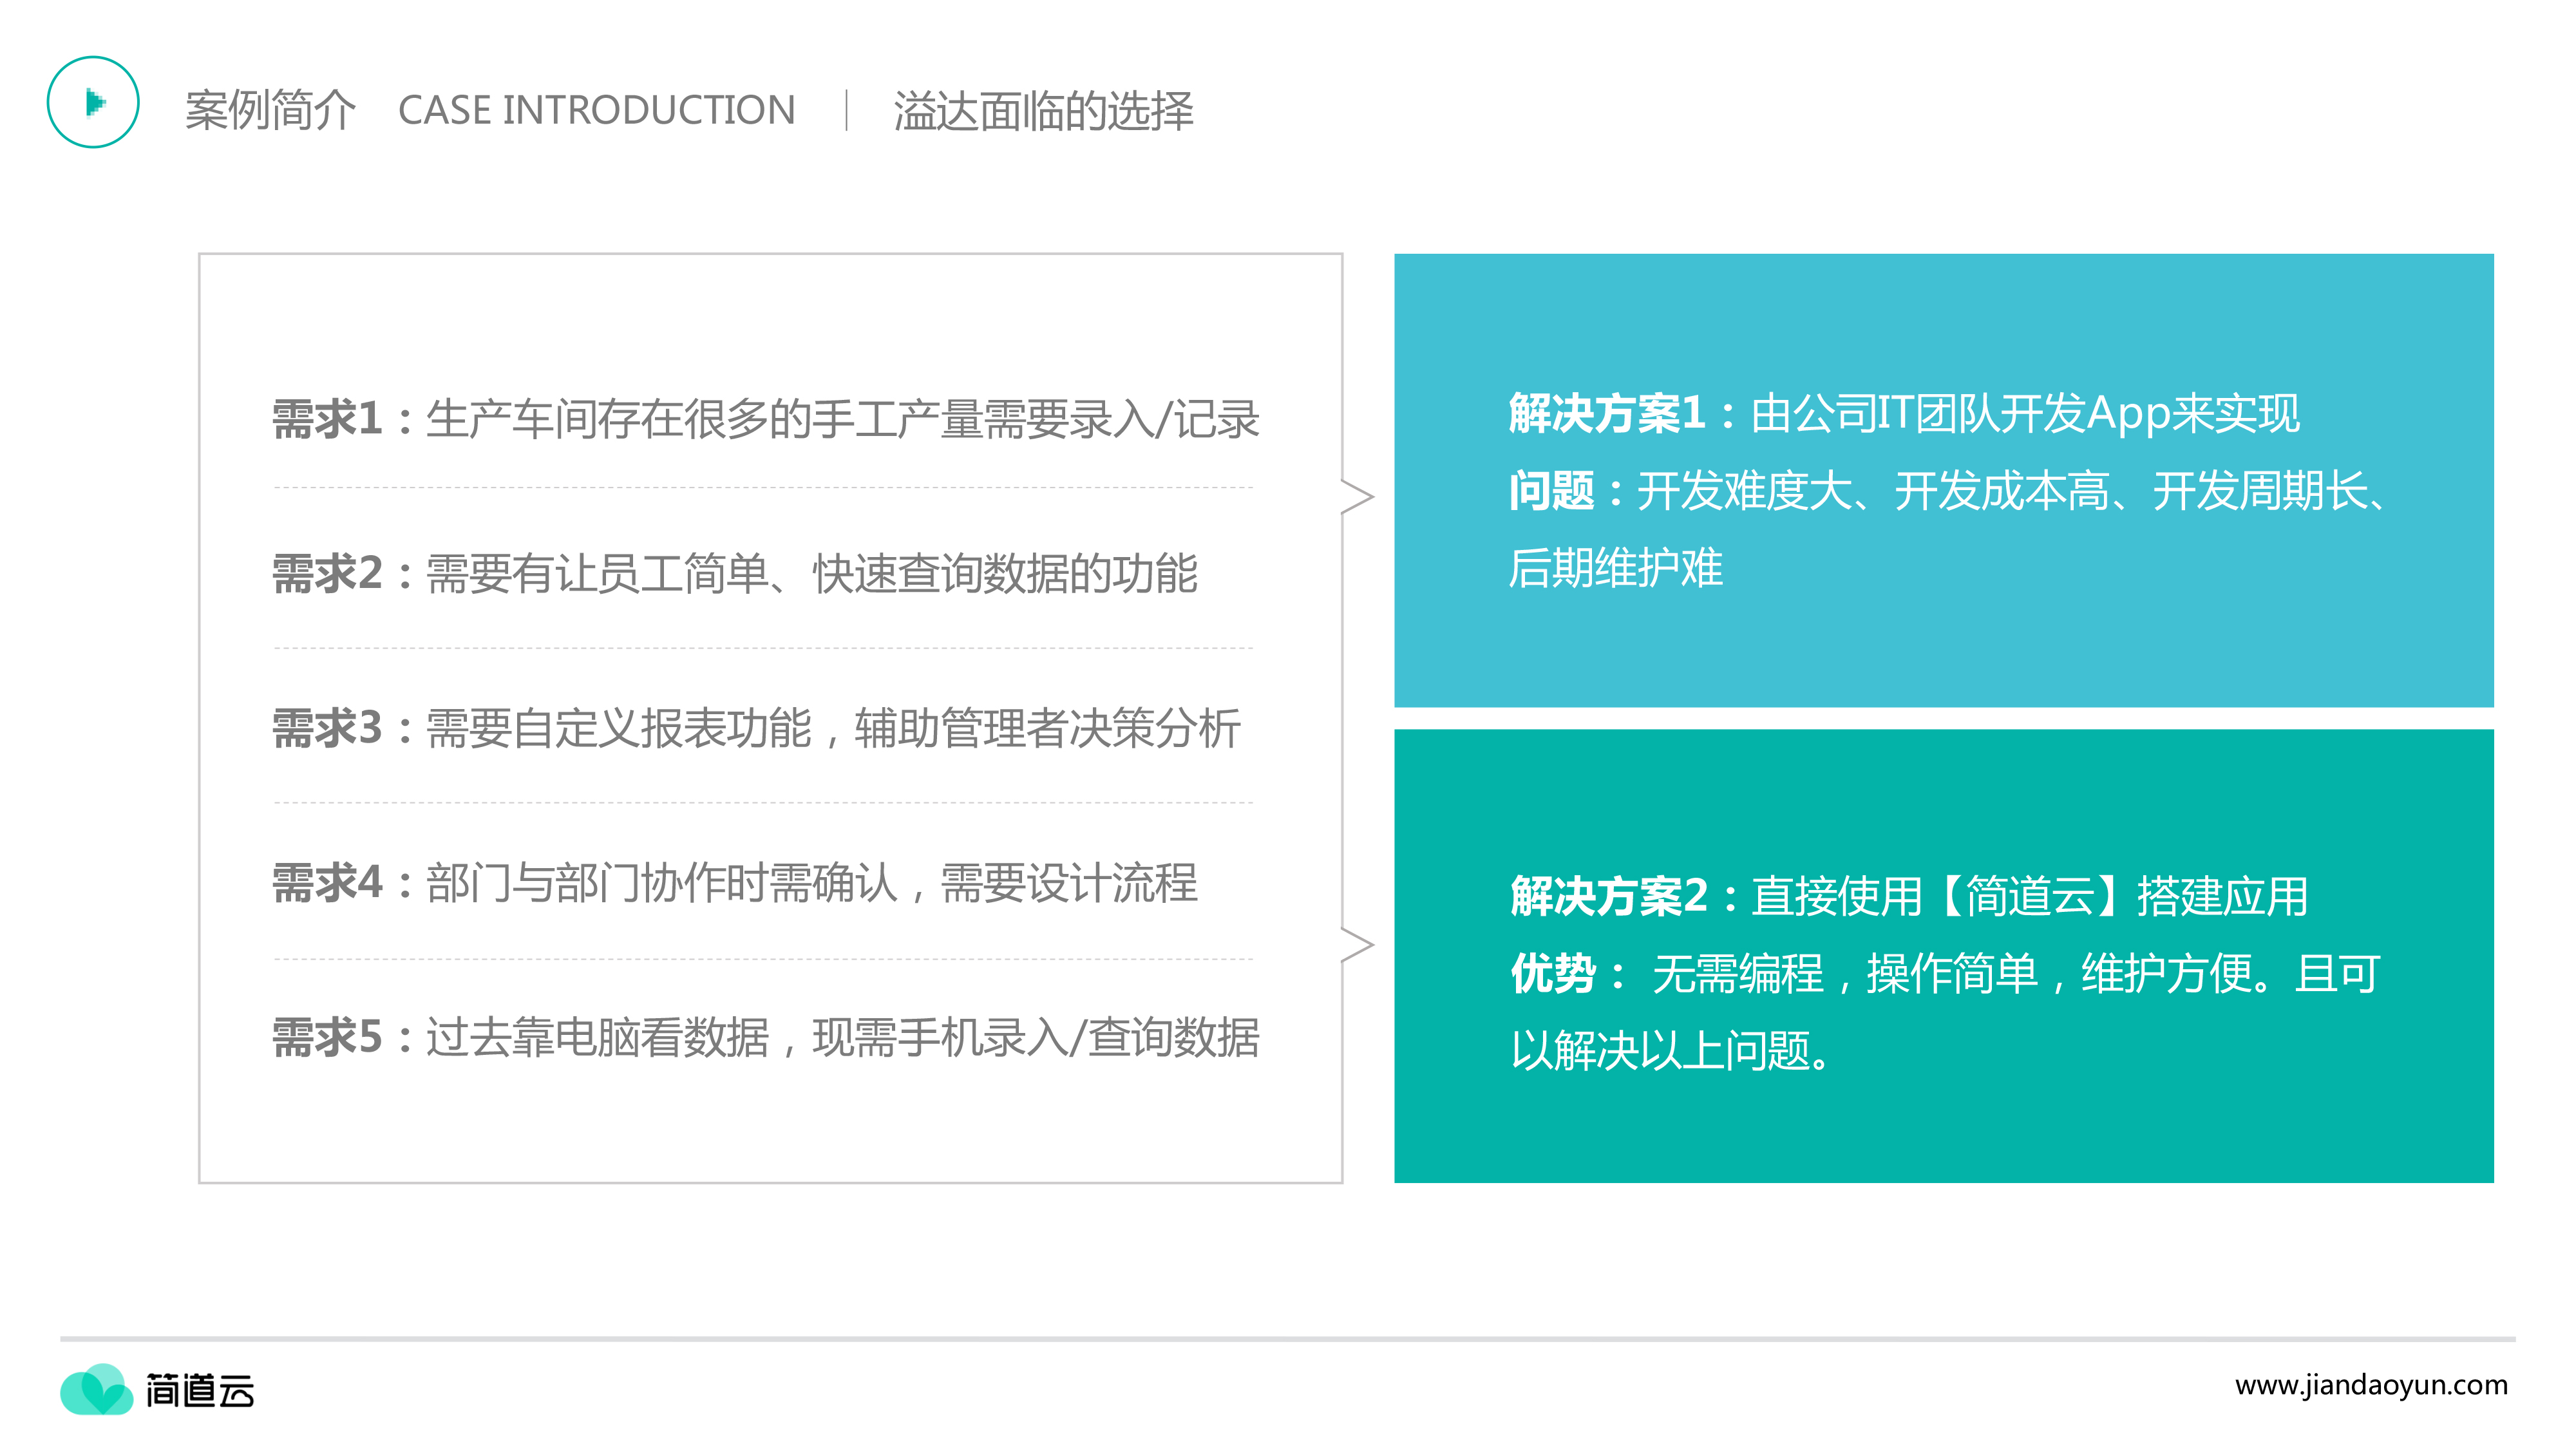 案例简介 CASE INTRODUCTION | 溢达面临的选择
需求1：生产车间存在很多的手工产量需要录入/记录
需求2：需要有让员工简单、快速查询数据的功能
需求3：需要自定义报表功能，辅助管理者决策分析
需求4：部门与部门协作时需确认，需要设计流程
需求5：过去靠电脑看数据，现需手机录入/查询数据
解决方案1：由公司IT团队开发App来实现
问题：开发难度大、开发成本高、开发周期长、
后期维护难
解决方案2：直接使用【简道云】搭建应用
优势： 无需编程，操作简单，维护方便。且可
以解决以上问题。
简道云
www.jiandaoyun.com